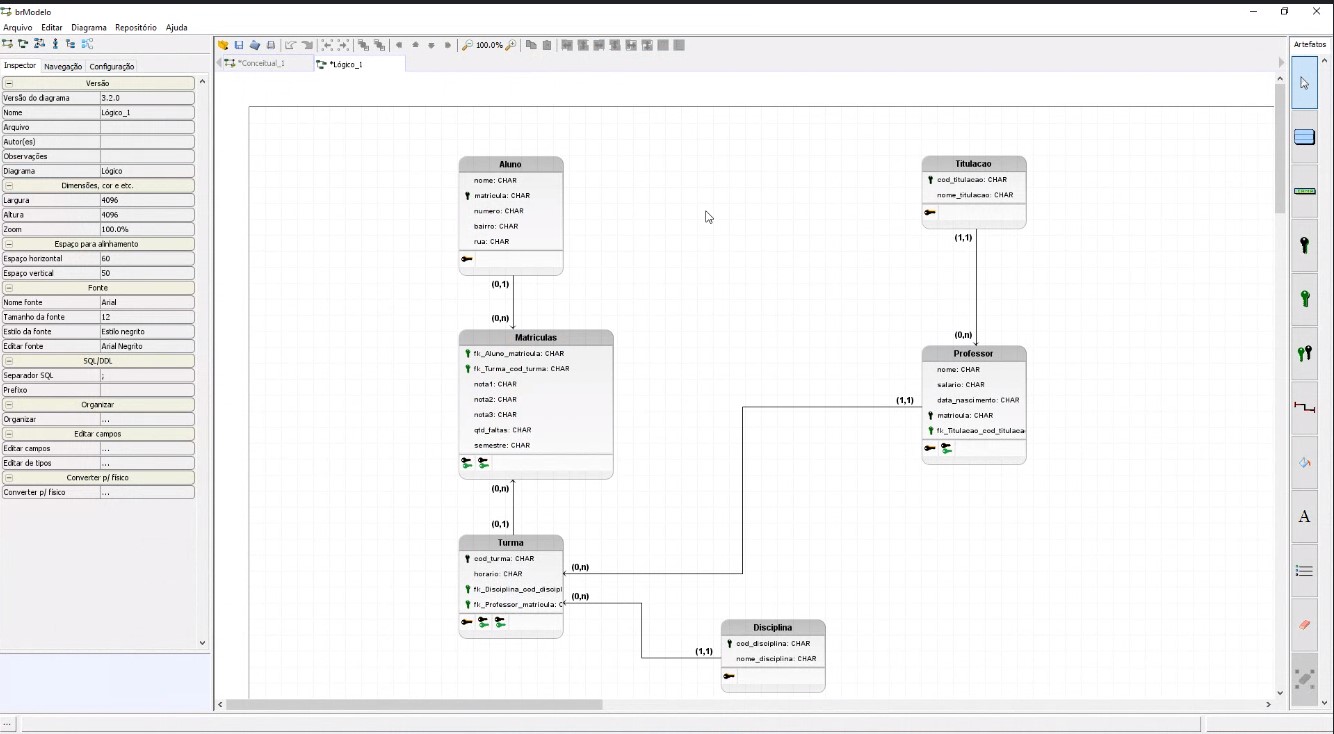 brModelo
Arquivo Editar Diagrama Repositório Ajuda
100.0%
Artefatos
Inspector Navegação Configuração
*Conceitual_1 *Lógico_1
Versão
Versão do diagrama 3.2.0
Nome Lógico_1
Arquivo
Autor(es)
Observações
Diagrama Lógico
Dimensões, cor e etc.
Largura 4096
Altura 4096
Zoom 100.0%
Espaço para alinhamento
Espaço horizontal 60
Espaço vertical 50
Fonte
Nome fonte Arial
Tamanho da fonte 12
Estilo da fonte Estilo negrito
Editar fonte Arial Negrito
SQL/DDL
Separador SQL ;
Prefixo
Organizar
Organizar ...
Editar campos
Editar campos ...
Editar de tipos ...
Converter p/ físico
Converter p/ físico ...
Aluno
nome: CHAR
matricula: CHAR
numero: CHAR
bairro: CHAR
rua: CHAR
(0,1)
(0,n)
Matriculas
fk_Aluno_matricula: CHAR
fk_Turma_cod_turma: CHAR
nota1: CHAR
nota2: CHAR
nota3: CHAR
qtd_faltas: CHAR
semestre: CHAR
(0,n)
(0,1)
Turma
cod_turma: CHAR
horario: CHAR
fk_Disciplina_cod_discipl
fk_Professor_matricula: C
(0,n)
(0,n)
Titulacao
cod_titulacao: CHAR
nome_titulacao: CHAR
(1,1)
(0,n)
Professor
nome: CHAR
salario: CHAR
data_nascimento: CHAR
matricula: CHAR
fk_Titulacao_cod_titulaca
(1,1)
Disciplina
cod_disciplina: CHAR
nome_disciplina: CHAR
(1,1)
A
...